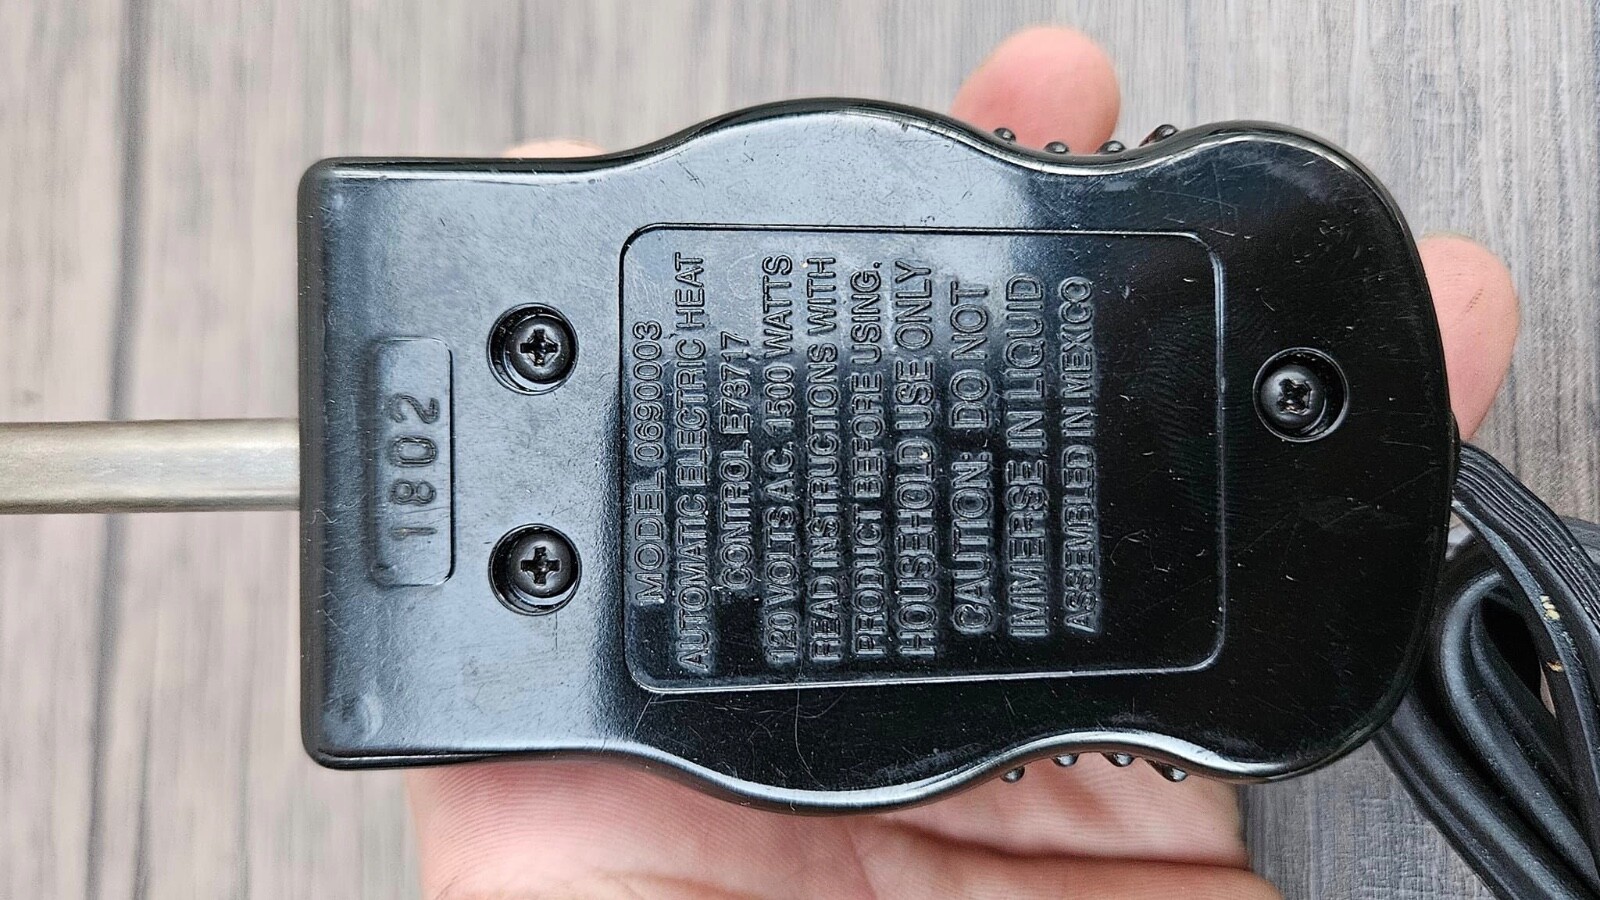 1802
MODEL 0690003
AUTOMATIC ELECTRIC HEAT
CONTROL E73717
120 VOLTS AC, 1500 WATTS
READ INSTRUCTIONS WITH
PRODUCT BEFORE USING.
HOUSEHOLD USE ONLY
CAUTION: DO NOT
IMMERSE IN LIQUID
ASSEMBLED IN MEXICO